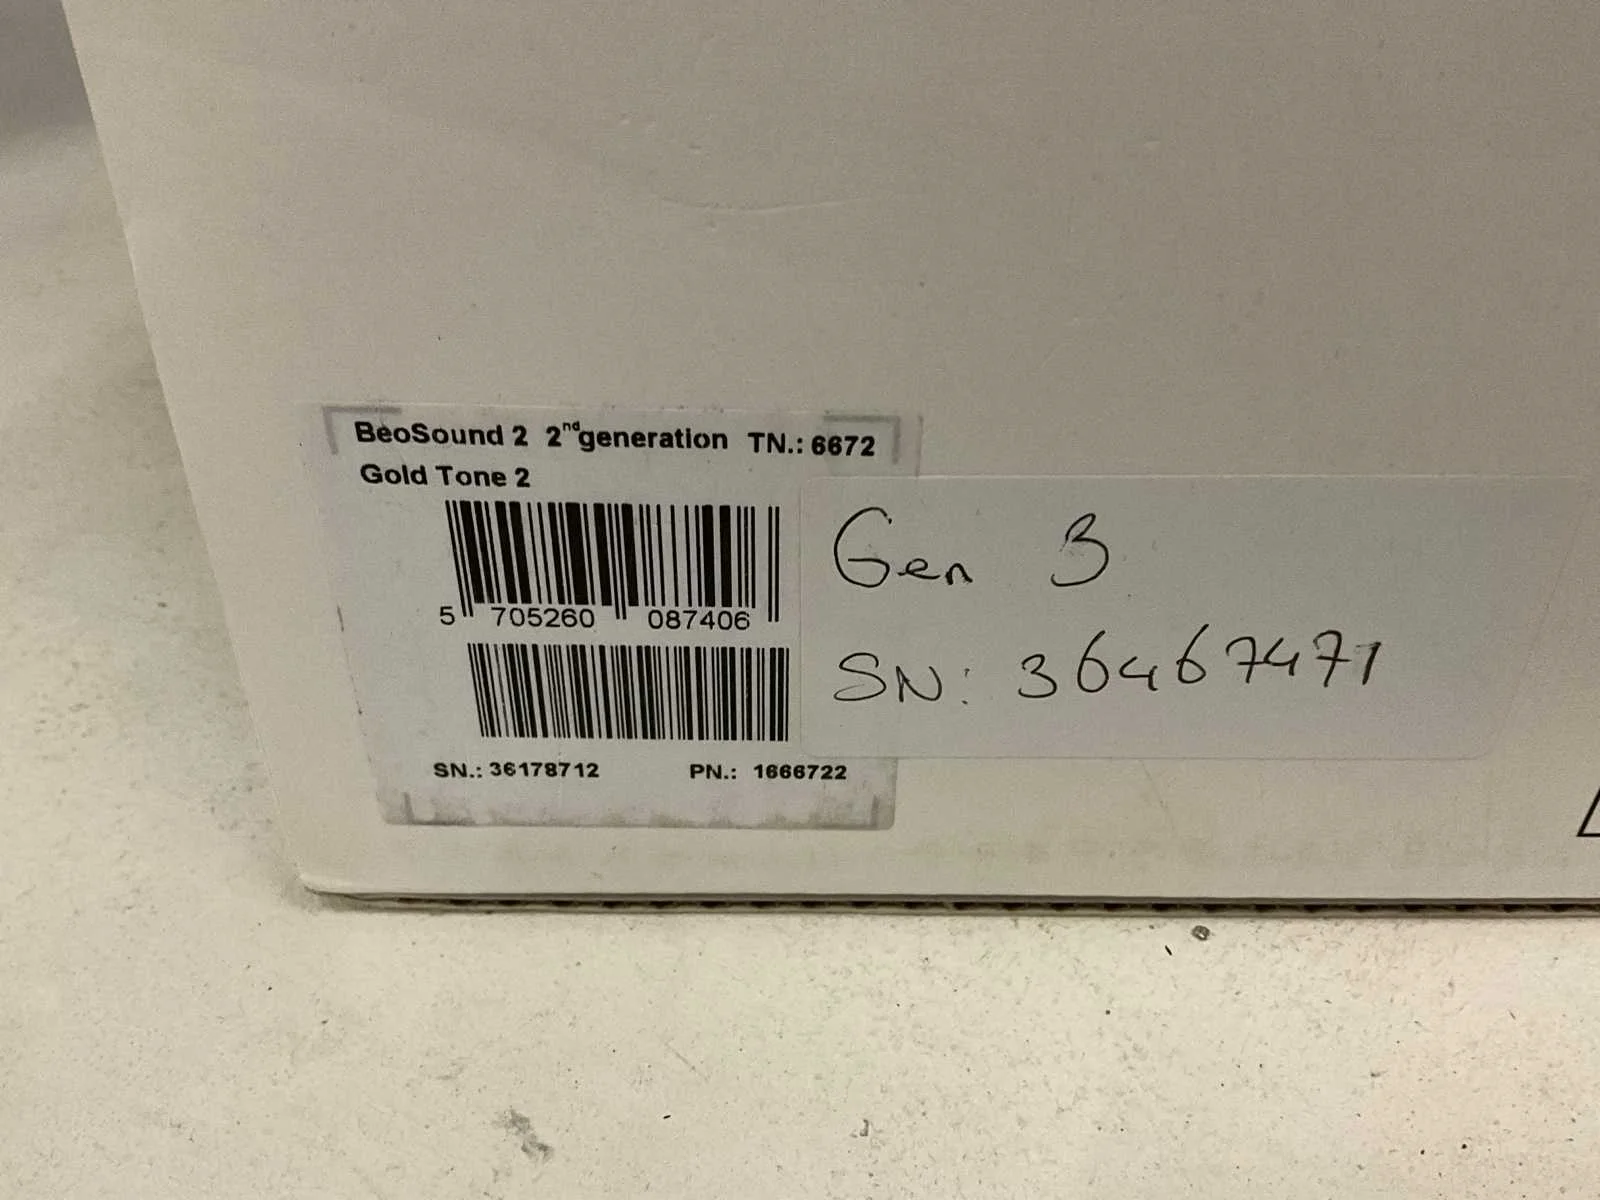 BeoSound 2 2nd generation TN.: 6672
Gold Tone 2
5 705260 087406
SN.: 36178712 PN.: 1666722
Gen 3
SN: 36467471